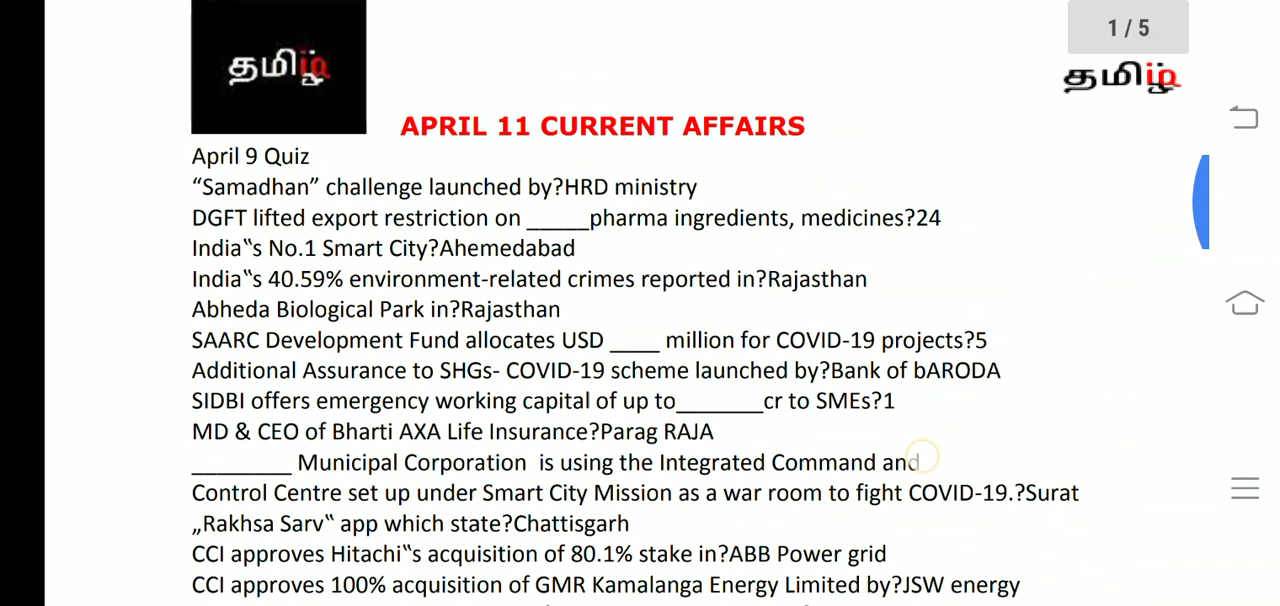 தமிழ்
1 / 5
தமிழ்
APRIL 11 CURRENT AFFAIRS
April 9 Quiz
“Samadhan” challenge launched by?HRD ministry
DGFT lifted export restriction on _____pharma ingredients, medicines?24
India‟s No.1 Smart City?Ahemedabad
India‟s 40.59% environment-related crimes reported in?Rajasthan
Abheda Biological Park in?Rajasthan
SAARC Development Fund allocates USD ____ million for COVID-19 projects?5
Additional Assurance to SHGs- COVID-19 scheme launched by?Bank of bARODA
SIDBI offers emergency working capital of up to_______cr to SMEs?1
MD & CEO of Bharti AXA Life Insurance?Parag RAJA
________ Municipal Corporation  is using the Integrated Command and
Control Centre set up under Smart City Mission as a war room to fight COVID-19.?Surat
„Rakhsa Sarv‟ app which state?Chattisgarh
CCI approves Hitachi‟s acquisition of 80.1% stake in?ABB Power grid
CCI approves 100% acquisition of GMR Kamalanga Energy Limited by?JSW energy